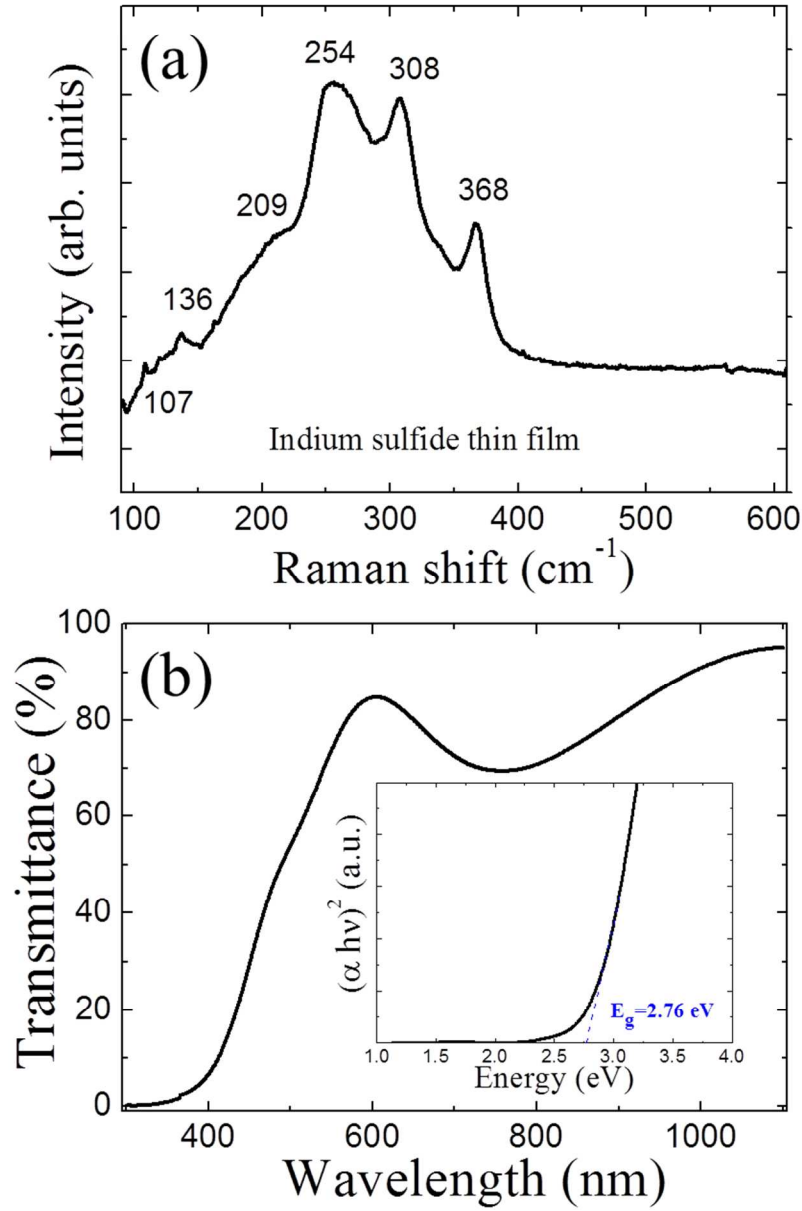 (a)
254
308
209
368
136
107
Indium sulfide thin film
Intensity (arb. units)
100 200 300 400 500 600
Raman shift (cm⁻¹)
(b)
100
80
60
40
20
0
Transmittance (%)
(α hν)² (a.u.)
E_g=2.76 eV
1.0 1.5 2.0 2.5 3.0 3.5 4.0
Energy (eV)
400 600 800 1000
Wavelength (nm)